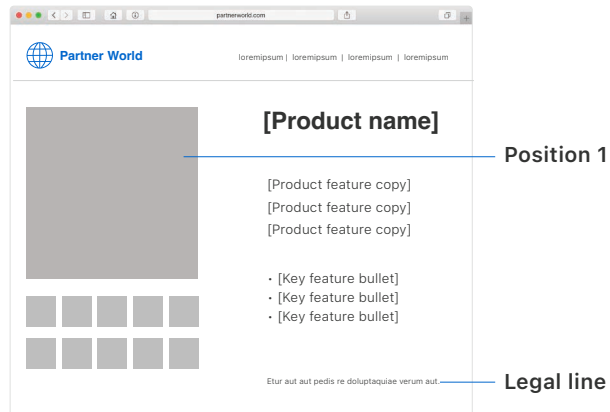 partnerworld.com
Partner World
loremipsum | loremipsum | loremipsum | loremipsum
[Product name]
Position 1
[Product feature copy]
[Product feature copy]
[Product feature copy]
• [Key feature bullet]
• [Key feature bullet]
• [Key feature bullet]
Etur aut aut pedis re doluptaquiae verum aut.
Legal line